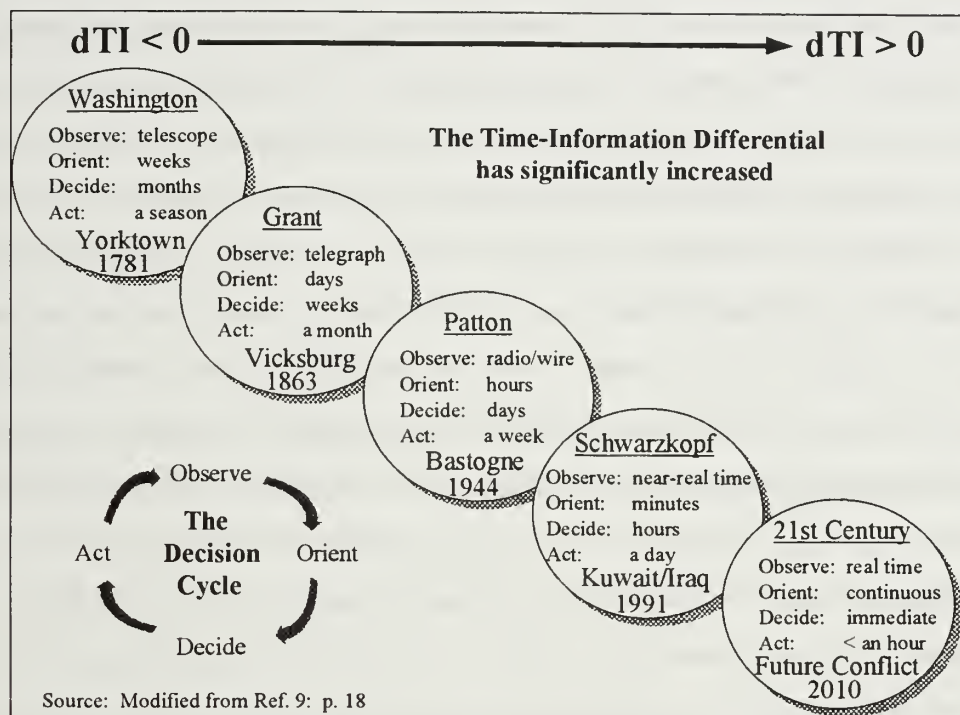 dTI < 0 dTI > 0
The Time-Information Differential
has significantly increased
Washington
Observe: telescope
Orient: weeks
Decide: months
Act: a season
Yorktown
1781
Grant
Observe: telegraph
Orient: days
Decide: weeks
Act: a month
Vicksburg
1863
Patton
Observe: radio/wire
Orient: hours
Decide: days
Act: a week
Bastogne
1944
Schwarzkopf
Observe: near-real time
Orient: minutes
Decide: hours
Act: a day
Kuwait/Iraq
1991
21st Century
Observe: real time
Orient: continuous
Decide: immediate
Act: < an hour
Future Conflict
2010
Observe
Orient
Decide
Act
The
Decision
Cycle
Source: Modified from Ref. 9: p. 18